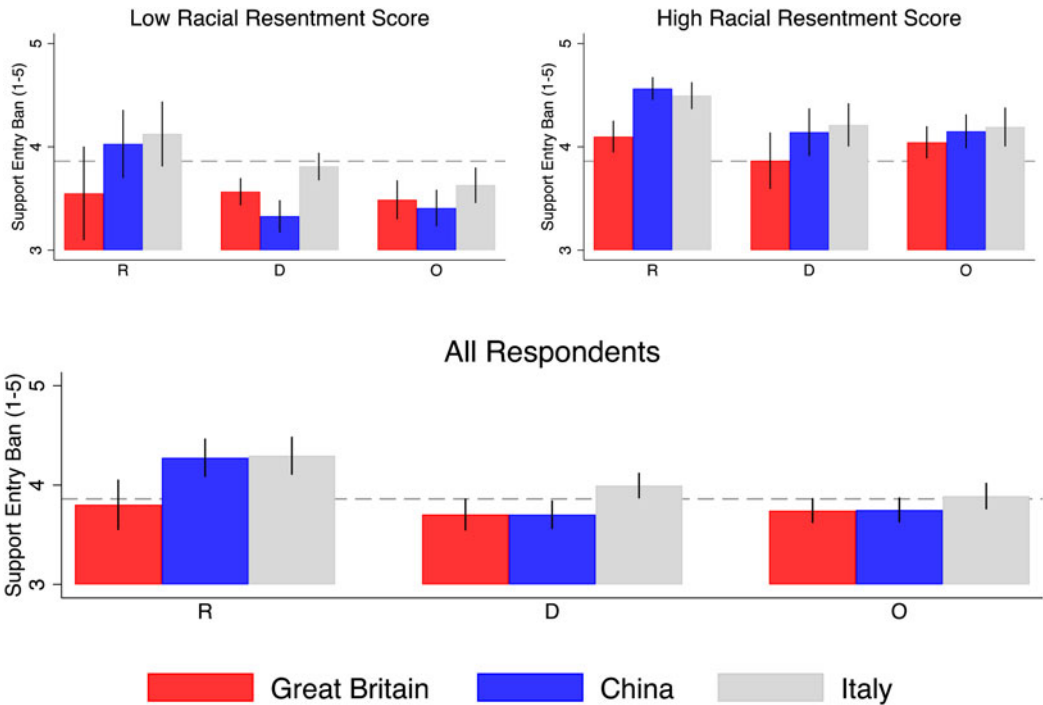 Low Racial Resentment Score
High Racial Resentment Score
Support Entry Ban (1-5)
5
4
3
R
D
O
Support Entry Ban (1-5)
5
4
3
R
D
O
All Respondents
Support Entry Ban (1-5)
5
4
3
R
D
O
Great Britain
China
Italy